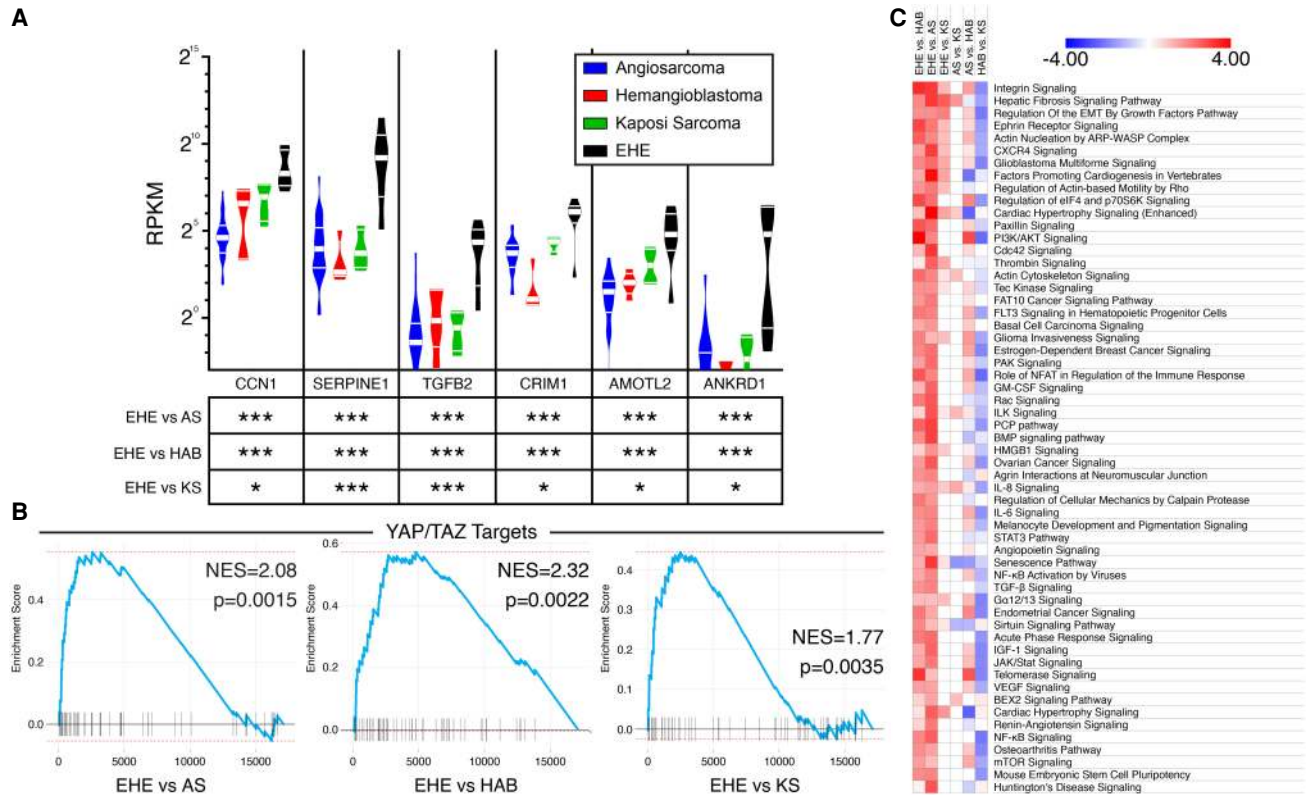 A
RPKM
2^15
2^10
2^5
2^0
Angiosarcoma
Hemangioblastoma
Kaposi Sarcoma
EHE
CCN1 SERPINE1 TGFB2 CRIM1 AMOTL2 ANKRD1
EHE vs AS *** *** *** *** *** ***
EHE vs HAB *** *** *** *** *** ***
EHE vs KS * *** *** * * *
B
YAP/TAZ Targets
Enrichment Score
0.4
0.2
0.0
NES=2.08
p=0.0015
0 5000 10000 15000
EHE vs AS
Enrichment Score
0.6
0.4
0.2
0.0
NES=2.32
p=0.0022
0 5000 10000 15000
EHE vs HAB
Enrichment Score
0.4
0.3
0.2
0.1
0.0
NES=1.77
p=0.0035
0 5000 10000 15000
EHE vs KS
C
EHE vs. HAB
EHE vs. AS
EHE vs. KS
AS vs. KS
AS vs. HAB
HAB vs. KS
-4.00 4.00
Integrin Signaling
Hepatic Fibrosis Signaling Pathway
Regulation Of the EMT By Growth Factors Pathway
Ephrin Receptor Signaling
Actin Nucleation by ARP-WASP Complex
CXCR4 Signaling
Glioblastoma Multiforme Signaling
Factors Promoting Cardiogenesis in Vertebrates
Regulation of Actin-based Motility by Rho
Regulation of eIF4 and p70S6K Signaling
Cardiac Hypertrophy Signaling (Enhanced)
Paxillin Signaling
PI3K/AKT Signaling
Cdc42 Signaling
Thrombin Signaling
Actin Cytoskeleton Signaling
Tec Kinase Signaling
FAT10 Cancer Signaling Pathway
FLT3 Signaling in Hematopoietic Progenitor Cells
Basal Cell Carcinoma Signaling
Glioma Invasiveness Signaling
Estrogen-Dependent Breast Cancer Signaling
PAK Signaling
Role of NFAT in Regulation of the Immune Response
GM-CSF Signaling
Rac Signaling
ILK Signaling
PCP pathway
BMP signaling pathway
HMGB1 Signaling
Ovarian Cancer Signaling
Agrin Interactions at Neuromuscular Junction
IL-8 Signaling
Regulation of Cellular Mechanics by Calpain Protease
IL-6 Signaling
Melanocyte Development and Pigmentation Signaling
STAT3 Pathway
Angiopoietin Signaling
Senescence Pathway
NF-κB Activation by Viruses
TGF-β Signaling
Gα12/13 Signaling
Endometrial Cancer Signaling
Sirtuin Signaling Pathway
Acute Phase Response Signaling
IGF-1 Signaling
JAK/Stat Signaling
Telomerase Signaling
VEGF Signaling
BEX2 Signaling Pathway
Cardiac Hypertrophy Signaling
Renin-Angiotensin Signaling
NF-κB Signaling
Osteoarthritis Pathway
mTOR Signaling
Mouse Embryonic Stem Cell Pluripotency
Huntington's Disease Signaling